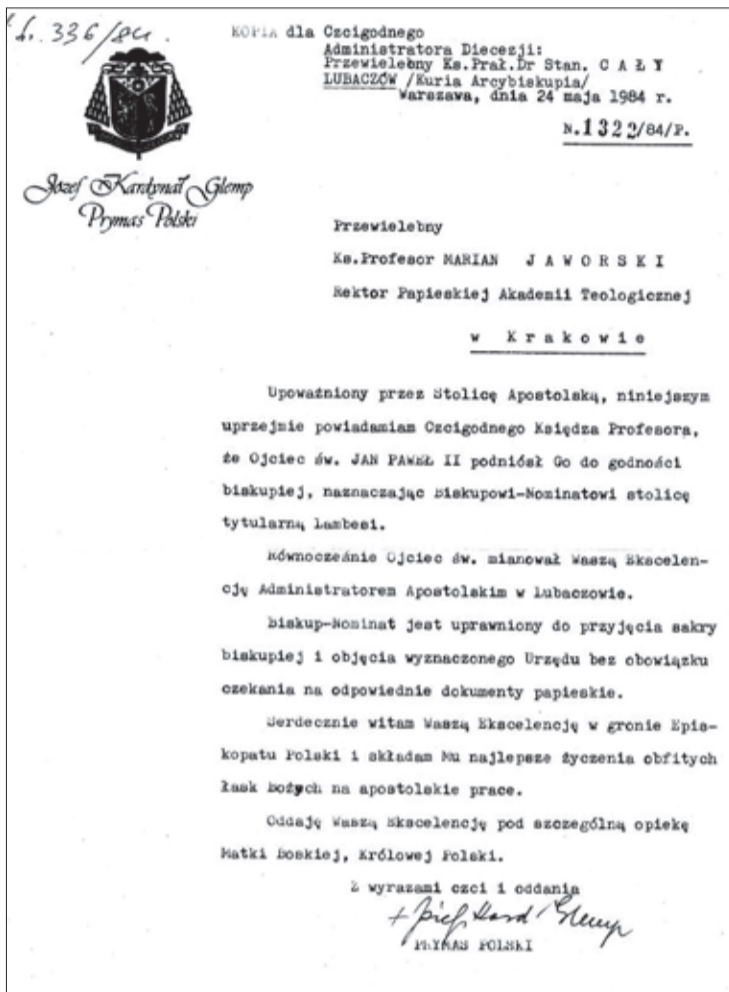 L. 336/84.
KOPIA dla Czcigodnego
Administratora Diecezji:
Przewielebny Ks.Prał.Dr Stan. C A Ł Y
LUBACZÓW /Kuria Arcybiskupia/
Warszawa, dnia 24 maja 1984 r.
N.1322/84/P.
Józef Kardynał Glemp
Prymas Polski
Przewielebny
Ks.Profesor MARIAN J A W O R S K I
Rektor Papieskiej Akademii Teologicznej
w K r a k o w i e
Upoważniony przez Stolicę Apostolską, niniejszym
uprzejmie powiadamiam Czcigodnego Księdza Profesora,
że Ojciec św. JAN PAWEŁ II podniósł Go do godności
biskupiej, naznaczając Biskupowi-Nominatowi stolicę
tytularną Lambesi.
Równocześnie Ojciec św. mianował Waszą Ekscelen-
cję Administratorem Apostolskim w Lubaczowie.
Biskup-Nominat jest uprawniony do przyjęcia sakry
biskupiej i objęcia wyznaczonego Urzędu bez obowiązku
czekania na odpowiednie dokumenty papieskie.
Serdecznie witam Waszą Ekscelencję w gronie Epis-
kopatu Polski i składam Mu najlepsze życzenia obfitych
łask Bożych na apostolskie prace.
Oddaję Waszą Ekscelencję pod szczególną opiekę
Matki Boskiej, Królowej Polski.
Z wyrazami czci i oddania
+ Józef Kard Glemp
PRYMAS POLSKI